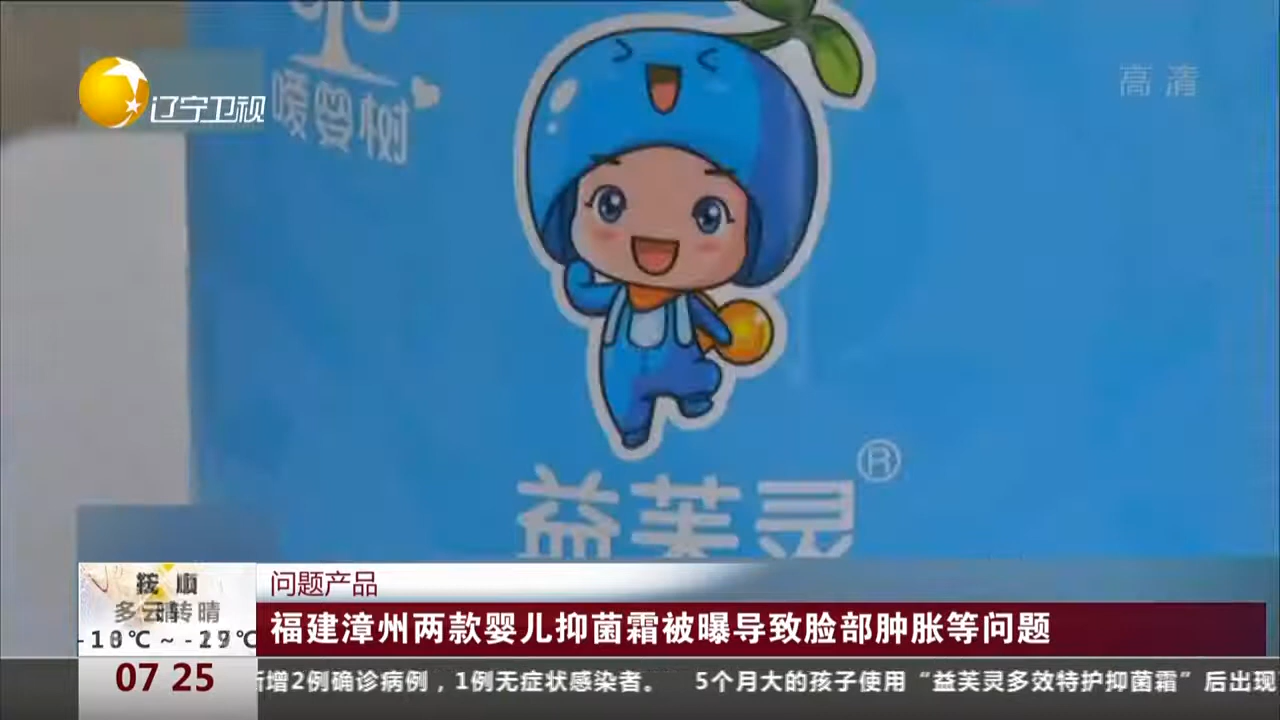 辽宁卫视
高清
嗳婴树
益芙灵®
问题产品
福建漳州两款婴儿抑菌霜被曝导致脸部肿胀等问题
07 25
新增2例确诊病例，1例无症状感染者。 5个月大的孩子使用“益芙灵多效特护抑菌霜”后出现